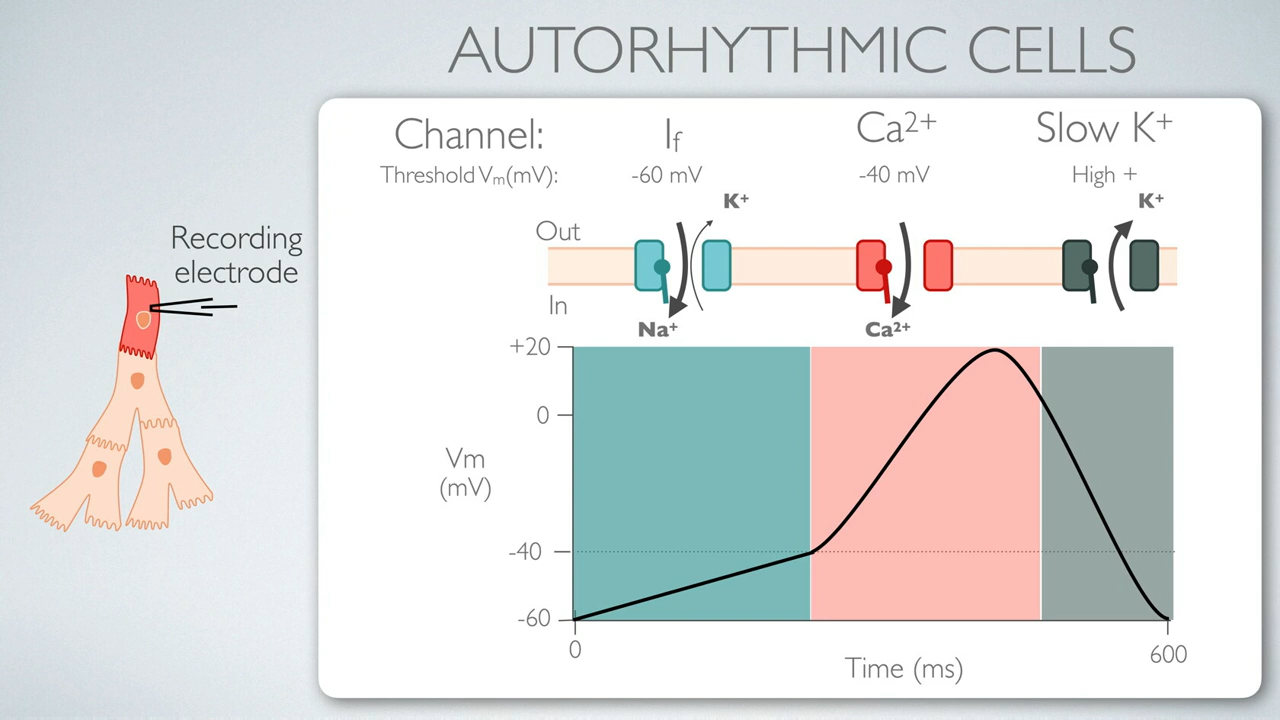 AUTORHYTHMIC CELLS
Channel: I_f Ca²⁺ Slow K⁺
Threshold Vₘ(mV): -60 mV -40 mV High +
K⁺ K⁺
Out
In
Na⁺ Ca²⁺
Recording
electrode
+20
0
Vm
(mV)
-40
-60
0 600
Time (ms)